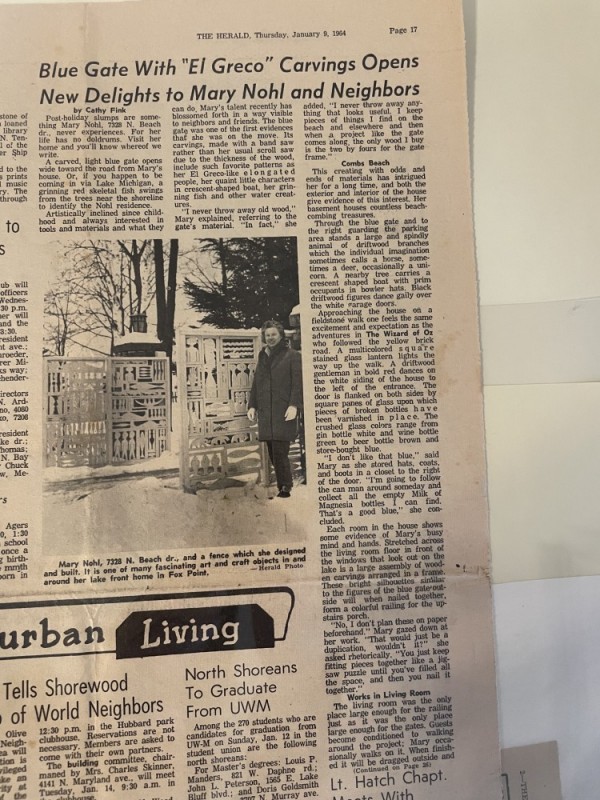 THE HERALD, Thursday, January 9, 1964
Page 17
Blue Gate With "El Greco" Carvings Opens
New Delights to Mary Nohl and Neighbors
by Cathy Fink
Post-holiday slumps are some-
thing Mary Nohl, 7328 N. Beach
dr., never experiences. For her
life has no doldrums. Visit her
home and you'll know whereof we
write.
A carved, light blue gate opens
wide toward the road from Mary's
house. Or, if you happen to be
coming in via Lake Michigan, a
grinning red skeletal fish swings
from the trees near the shoreline
to identify the Nohl residence.
Artistically inclined since child-
hood and always interested in
tools and materials and what they
can do, Mary's talent recently has
blossomed forth in a way visible
to neighbors and friends. The blue
gate was one of the first evidences
that she was on the move. Its
carvings, made with a band saw
rather than her usual scroll saw
due to the thickness of the wood,
include such favorite patterns as
her El Greco-like elongated
people, her quaint little characters
in crescent-shaped boat, her grin-
ning fish and other water creat-
ures.
"I never throw away old wood,"
Mary explained, referring to the
gate's material. "In fact," she
added, "I never throw away any-
thing that looks useful. I keep
pieces of things I find on the
beach and elsewhere and then
when a project like the gate
comes along, the only wood I buy
is the two by fours for the gate
frame."
Combs Beach
This creating with odds and
ends of materials has intrigued
her for a long time, and both the
exterior and interior of the house
give evidence of this interest. Her
basement houses countless beach-
combing treasures.
Through the blue gate and to
the right guarding the parking
area stands a large and spindly
animal of driftwood branches
which the individual imagination
sometimes calls a horse, some-
times a deer, occasionally a uni-
corn. A nearby tree carries a
crescent shaped boat with prim
occupants in bowler hats. Black
driftwood figures dance gaily over
the white garage doors.
Approaching the house on a
fieldstone walk one feels the same
excitement and expectation as the
adventurers in The Wizard of Oz
who followed the yellow brick
road. A multicolored square
stained glass lantern lights the
way up the walk. A driftwood
gentleman in bold red dances on
the white siding of the house to
the left of the entrance. The
door is flanked on both sides by
square panes of glass upon which
pieces of broken bottles have
been varnished in place. The
crushed glass colors range from
gin bottle white and wine bottle
green to beer bottle brown and
store-bought blue.
"I don't like that blue," said
Mary as she stored hats, coats,
and boots in a closet to the right
of the door. "I'm going to follow
the can man around someday and
collect all the empty Milk of
Magnesia bottles I can find.
That's a good blue," she con-
cluded.
Each room in the house shows
some evidence of Mary's busy
mind and hands. Stretched across
the living room floor in front of
the windows that look out on the
lake is a large assembly of wood-
en carvings arranged in a frame.
These bright silhouettes similar
to the figures of the blue gate out-
side will when nailed together,
form a colorful railing for the up-
stairs porch.
"No, I don't plan these on paper
beforehand," Mary gazed down at
her work. "That would just be a
duplication, wouldn't it?" she
asked rhetorically. "You just keep
fitting pieces together like a jig-
saw puzzle until you've filled all
the space, and then you nail it
together."
Works in Living Room
The living room was the only
place large enough for the railing
just as it was the only place
large enough for the gates. Guests
become conditioned to walking
around the project; Mary occa-
sionally walks on it. When finish-
ed it will be dragged outside and
(Continued on Page 20)
Mary Nohl, 7328 N. Beach dr., and a fence which she designed
and built. It is one of many fascinating art and craft objects in and
around her lake front home in Fox Point.
— Herald Photo
urban Living
Tells Shorewood
of World Neighbors
12:30 p.m. in the Hubbard park
clubhouse. Reservations are not
necessary. Members are asked to
come with their own partners.
The building committee, chair-
maned by Mrs. Charles Skinner,
4141 N. Maryland ave., will meet
Tuesday, Jan. 14, 9:30 a.m. in
North Shoreans
To Graduate
From UWM
Among the 270 students who are
candidates for graduation from
UW-M on Sunday, Jan. 12 in the
student union are the following
north shoreans:
For Master's degrees: Louis P.
Manders, 821 W. Daphne rd.;
John L. Peterson, 1565 E. Lake
Bluff blvd.; and Doris Goldsmith
N. Murray ave.
Lt. Hatch Chapt.
Meets With